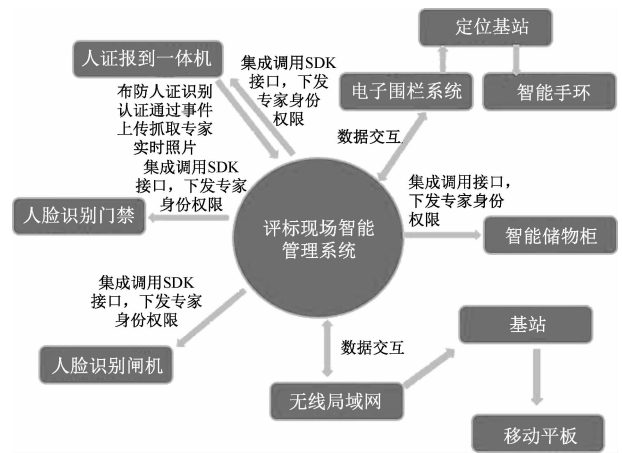 定位基站
人证报到一体机
集成调用SDK
接口，下发
专家身份
权限
电子围栏系统
智能手环
布防人证识别
认证通过事件
上传抓取专家
实时照片
数据交互
集成调用SDK
接口，下发专家
身份权限
人脸识别门禁
集成调用接口，
下发专家身份
权限
评标现场智能
管理系统
智能储物柜
集成调用SDK
接口，下发专家
身份权限
基站
数据交互
人脸识别闸机
无线局域网
移动平板